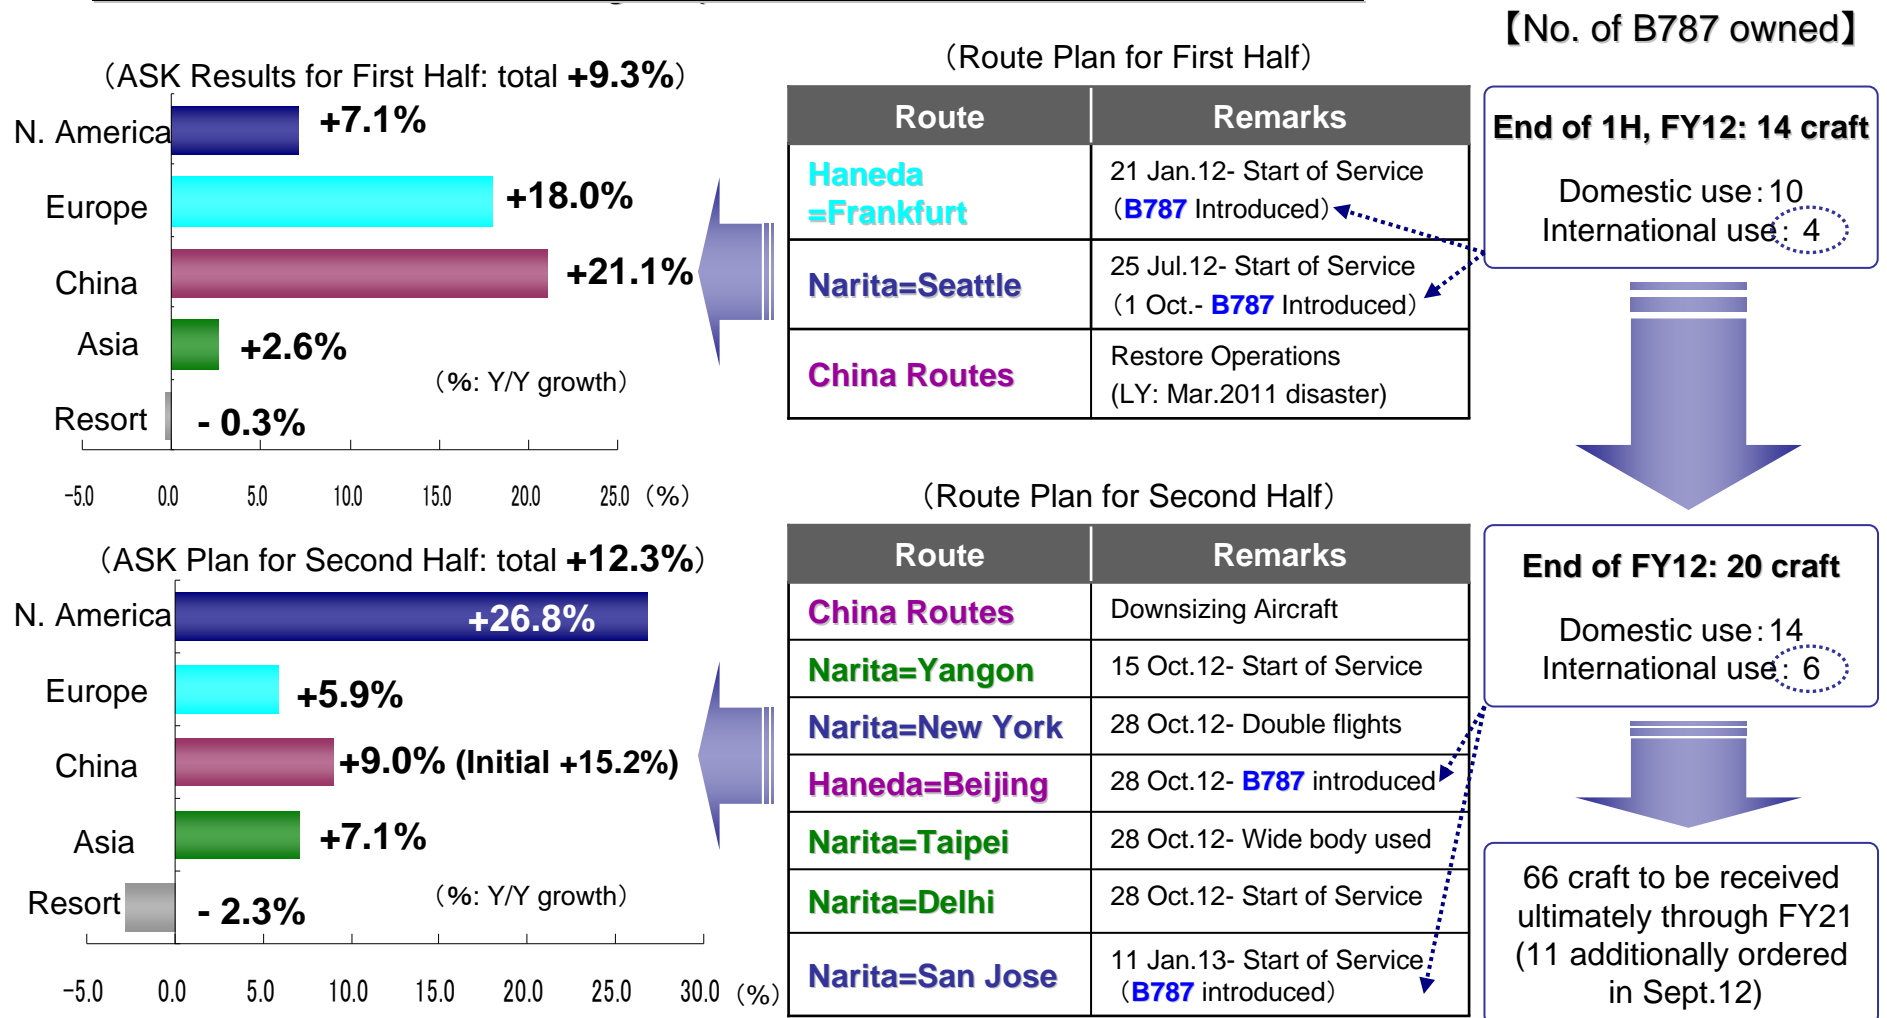 【No. of B787 owned】
（ASK Results for First Half: total +9.3%）
N. America
+7.1%
Europe
+18.0%
China
+21.1%
Asia
+2.6%
（%: Y/Y growth）
Resort
- 0.3%
-5.0 0.0 5.0 10.0 15.0 20.0 25.0 （%）
（Route Plan for First Half）
Route Remarks
Haneda
=Frankfurt
21 Jan.12- Start of Service
（B787 Introduced）
Narita=Seattle
25 Jul.12- Start of Service
（1 Oct.- B787 Introduced）
China Routes
Restore Operations
(LY: Mar.2011 disaster)
End of 1H, FY12: 14 craft
Domestic use：10
International use：4
（ASK Plan for Second Half: total +12.3%）
N. America
+26.8%
Europe
+5.9%
China
+9.0% (Initial +15.2%)
Asia
+7.1%
（%: Y/Y growth）
Resort
- 2.3%
-5.0 0.0 5.0 10.0 15.0 20.0 25.0 30.0 （%）
（Route Plan for Second Half）
Route Remarks
China Routes Downsizing Aircraft
Narita=Yangon 15 Oct.12- Start of Service
Narita=New York 28 Oct.12- Double flights
Haneda=Beijing 28 Oct.12- B787 introduced
Narita=Taipei 28 Oct.12- Wide body used
Narita=Delhi 28 Oct.12- Start of Service
Narita=San Jose
11 Jan.13- Start of Service
（B787 introduced）
End of FY12: 20 craft
Domestic use：14
International use：6
66 craft to be received
ultimately through FY21
(11 additionally ordered
in Sept.12)